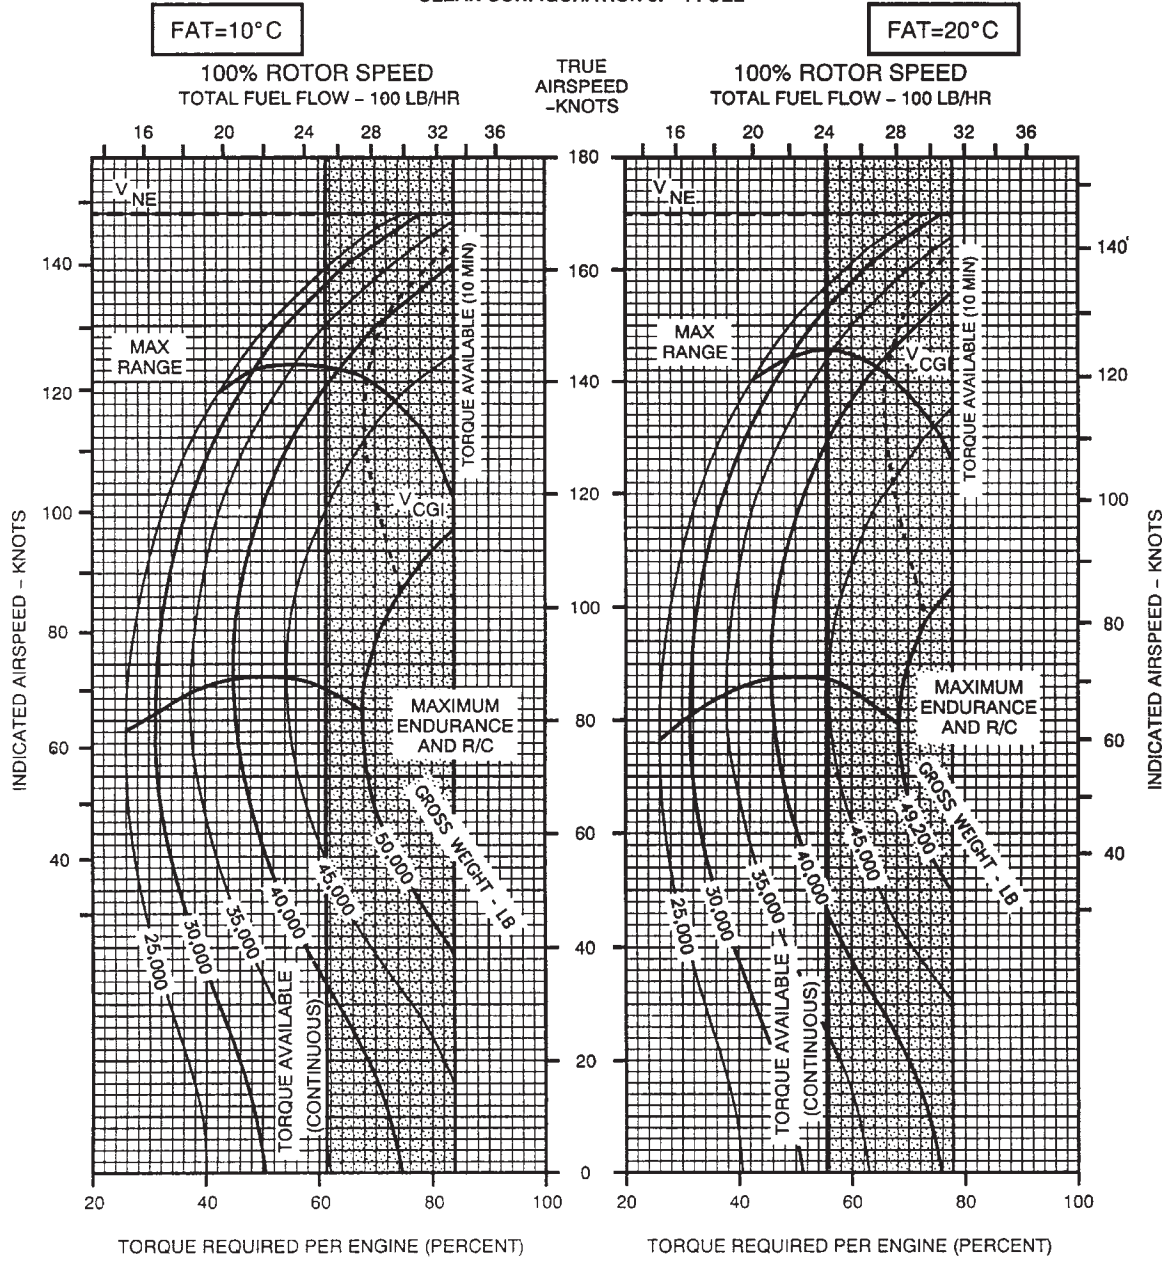 FAT=10°C
FAT=20°C
100% ROTOR SPEED
TOTAL FUEL FLOW – 100 LB/HR
TRUE
AIRSPEED
–KNOTS
100% ROTOR SPEED
TOTAL FUEL FLOW – 100 LB/HR
16 20 24 28 32 36
16 20 24 28 32 36
180
160
140
120
100
80
60
40
20
0
VNE
VNE
140
120
100
80
60
40
140
120
100
80
60
40
INDICATED AIRSPEED – KNOTS
INDICATED AIRSPEED – KNOTS
MAX
RANGE
MAX
RANGE
TORQUE AVAILABLE (10 MIN)
TORQUE AVAILABLE (10 MIN)
VCGI
VCGI
MAXIMUM
ENDURANCE
AND R/C
MAXIMUM
ENDURANCE
AND R/C
GROSS WEIGHT - LB
GROSS WEIGHT - LB
25,000
30,000
35,000
40,000
45,000
50,000
25,000
30,000
35,000
40,000
45,000
49,200
TORQUE AVAILABLE
(CONTINUOUS)
TORQUE AVAILABLE
(CONTINUOUS)
20 40 60 80 100
20 40 60 80 100
TORQUE REQUIRED PER ENGINE (PERCENT)
TORQUE REQUIRED PER ENGINE (PERCENT)